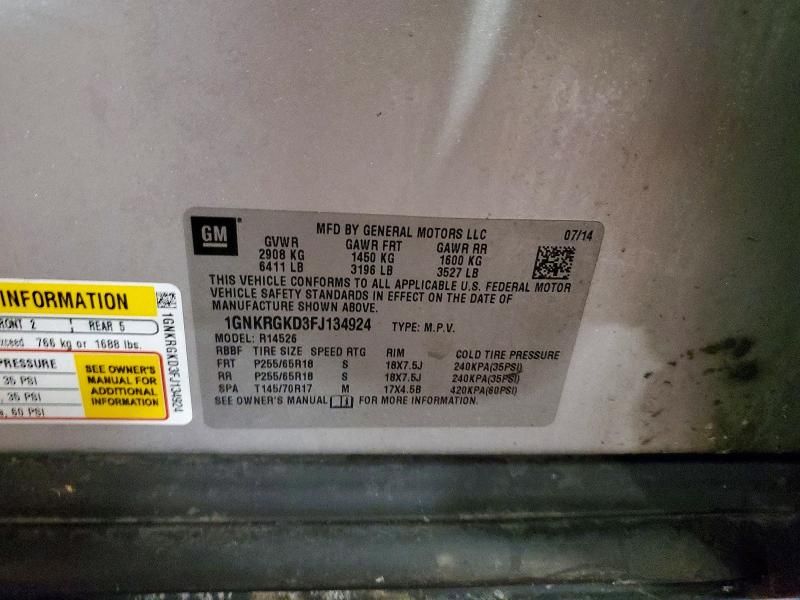 GM
MFD BY GENERAL MOTORS LLC
07/14
GVWR GAWR FRT GAWR RR
2908 KG 1450 KG 1600 KG
6411 LB 3196 LB 3527 LB
THIS VEHICLE CONFORMS TO ALL APPLICABLE U.S. FEDERAL MOTOR
VEHICLE SAFETY STANDARDS IN EFFECT ON THE DATE OF
MANUFACTURE SHOWN ABOVE.
1GNKRGKD3FJ134924 TYPE: M.P.V.
MODEL: R14526
RBBF TIRE SIZE SPEED RTG RIM COLD TIRE PRESSURE
FRT P255/65R18 S 18X7.5J 240KPA(35PSI)
RR P255/65R18 S 18X7.5J 240KPA(35PSI)
SPA T145/70R17 M 17X4.5B 420KPA(60PSI)
SEE OWNER'S MANUAL FOR MORE INFORMATION.
INFORMATION
RONT 2 REAR 5
xceed 766 kg or 1688 lbs.
PRESSURE
, 35 PSI
, 35 PSI
, 60 PSI
SEE OWNER'S
MANUAL FOR
ADDITIONAL
INFORMATION
1GNKRGKD3FJ134924